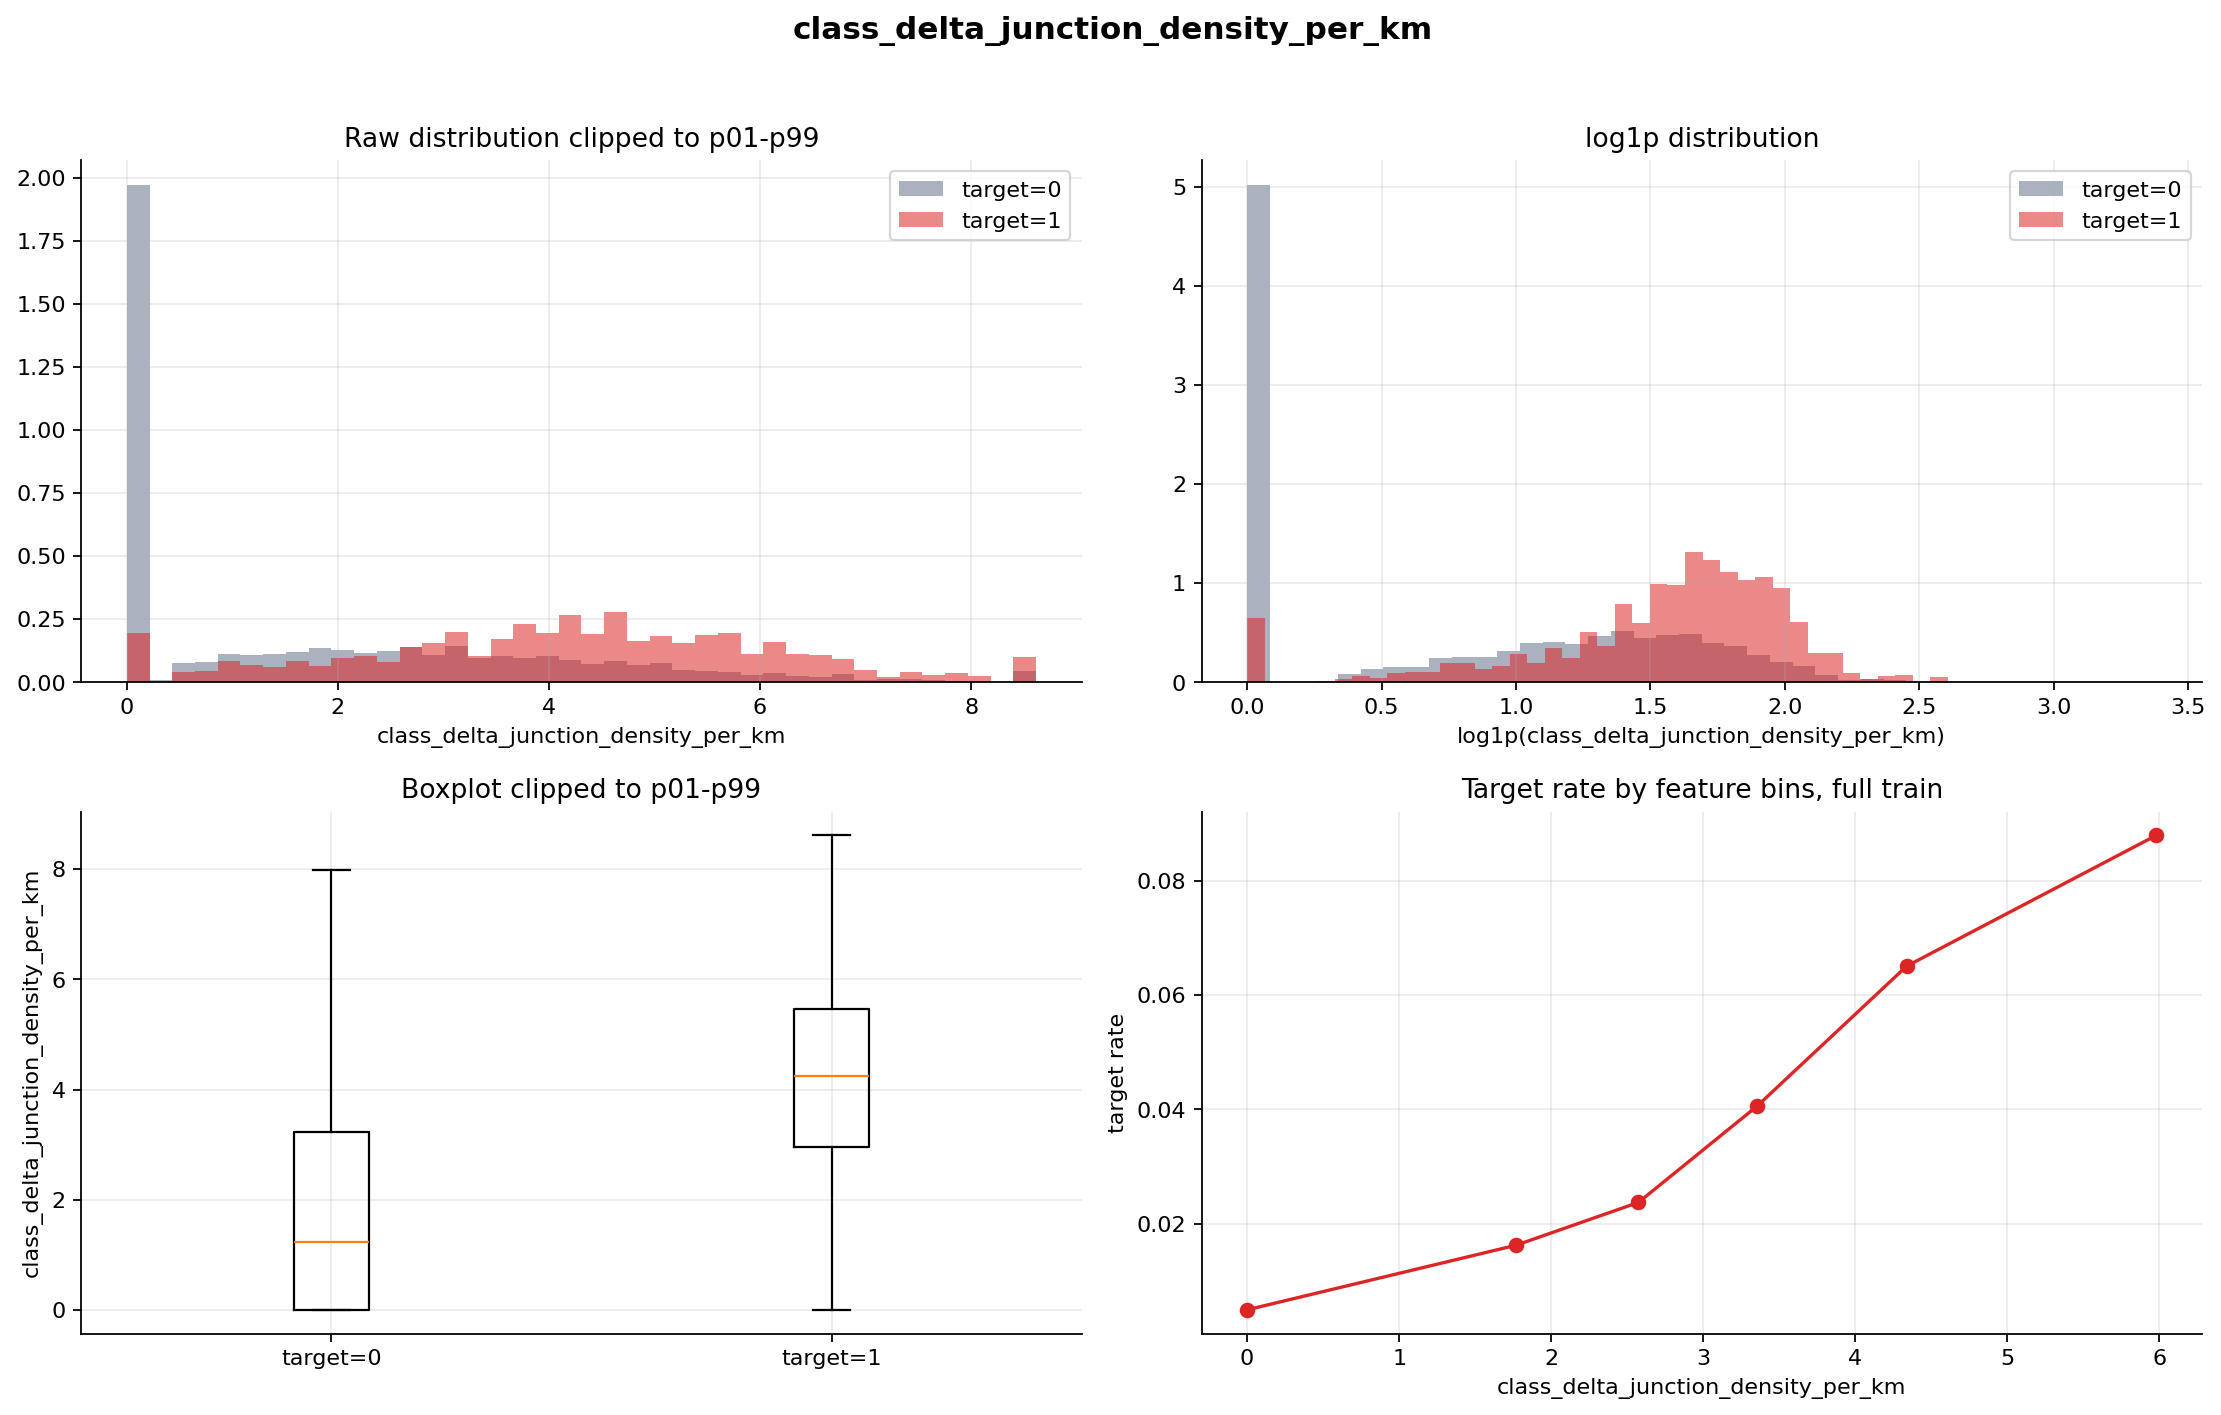 class_delta_junction_density_per_km
Raw distribution clipped to p01-p99
2.00
1.75
1.50
1.25
1.00
0.75
0.50
0.25
0.00
target=0
target=1
0 2 4 6 8
class_delta_junction_density_per_km
log1p distribution
5
4
3
2
1
0
target=0
target=1
0.0 0.5 1.0 1.5 2.0 2.5 3.0 3.5
log1p(class_delta_junction_density_per_km)
Boxplot clipped to p01-p99
class_delta_junction_density_per_km
8
6
4
2
0
target=0 target=1
Target rate by feature bins, full train
target rate
0.08
0.06
0.04
0.02
0 1 2 3 4 5 6
class_delta_junction_density_per_km